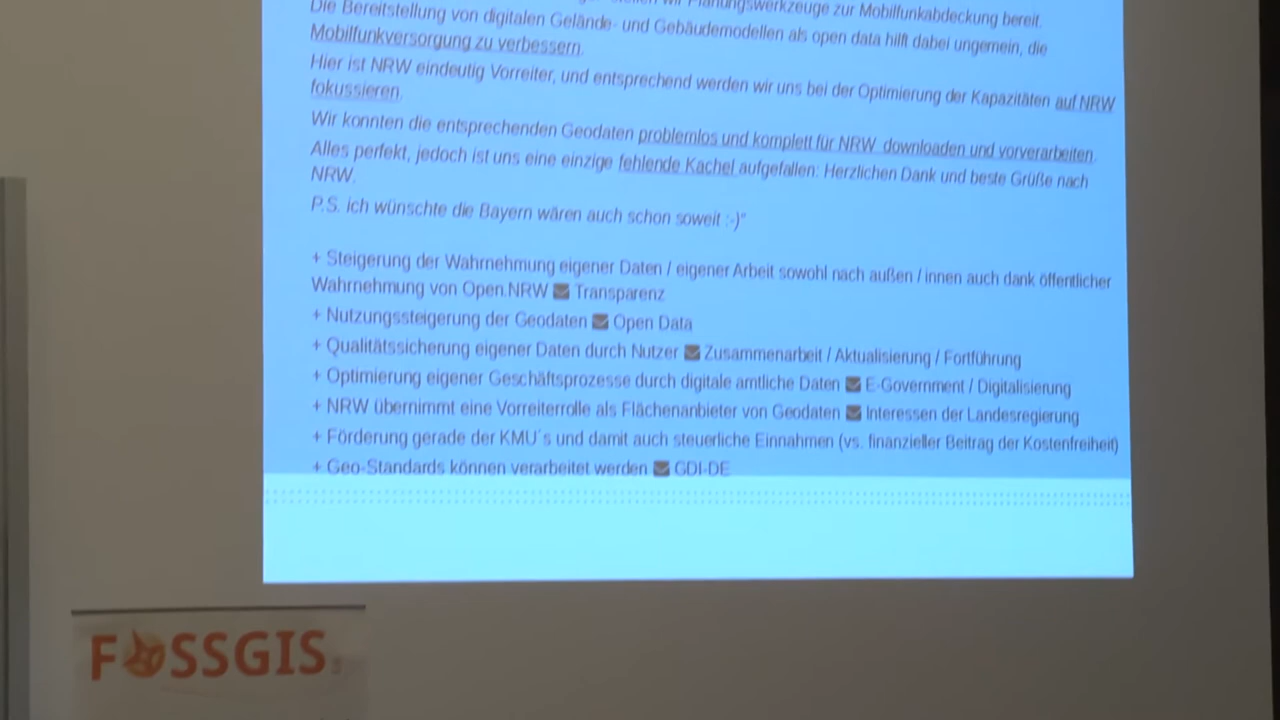 wir Planungswerkzeuge zur Mobilfunkabdeckung bereit.
Die Bereitstellung von digitalen Gelände- und Gebäudemodellen als open data hilft dabei ungemein, die
Mobilfunkversorgung zu verbessern.
Hier ist NRW eindeutig Vorreiter, und entsprechend werden wir uns bei der Optimierung der Kapazitäten auf NRW
fokussieren.
Wir konnten die entsprechenden Geodaten problemlos und komplett für NRW downloaden und vorverarbeiten.
Alles perfekt, jedoch ist uns eine einzige fehlende Kachel aufgefallen: Herzlichen Dank und beste Grüße nach
NRW.
P.S. ich wünschte die Bayern wären auch schon soweit :-)"
+ Steigerung der Wahrnehmung eigener Daten / eigener Arbeit sowohl nach außen / innen auch dank öffentlicher
Wahrnehmung von Open.NRW Transparenz
+ Nutzungssteigerung der Geodaten Open Data
+ Qualitätssicherung eigener Daten durch Nutzer Zusammenarbeit / Aktualisierung / Fortführung
+ Optimierung eigener Geschäftsprozesse durch digitale amtliche Daten E-Government / Digitalisierung
+ NRW übernimmt eine Vorreiterrolle als Flächenanbieter von Geodaten Interessen der Landesregierung
+ Förderung gerade der KMU´s und damit auch steuerliche Einnahmen (vs. finanzieller Beitrag der Kostenfreiheit)
+ Geo-Standards können verarbeitet werden GDI-DE
FOSSGIS